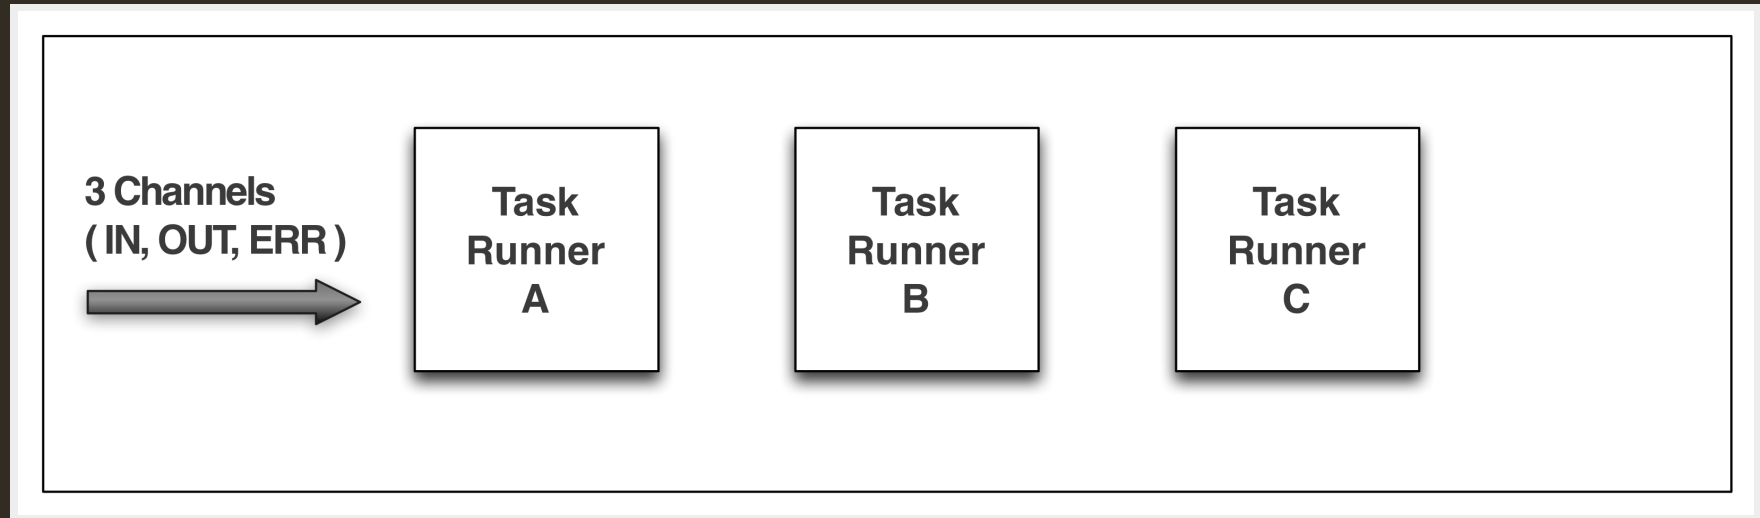 3 Channels
( IN, OUT, ERR )
Task
Runner
A
Task
Runner
B
Task
Runner
C